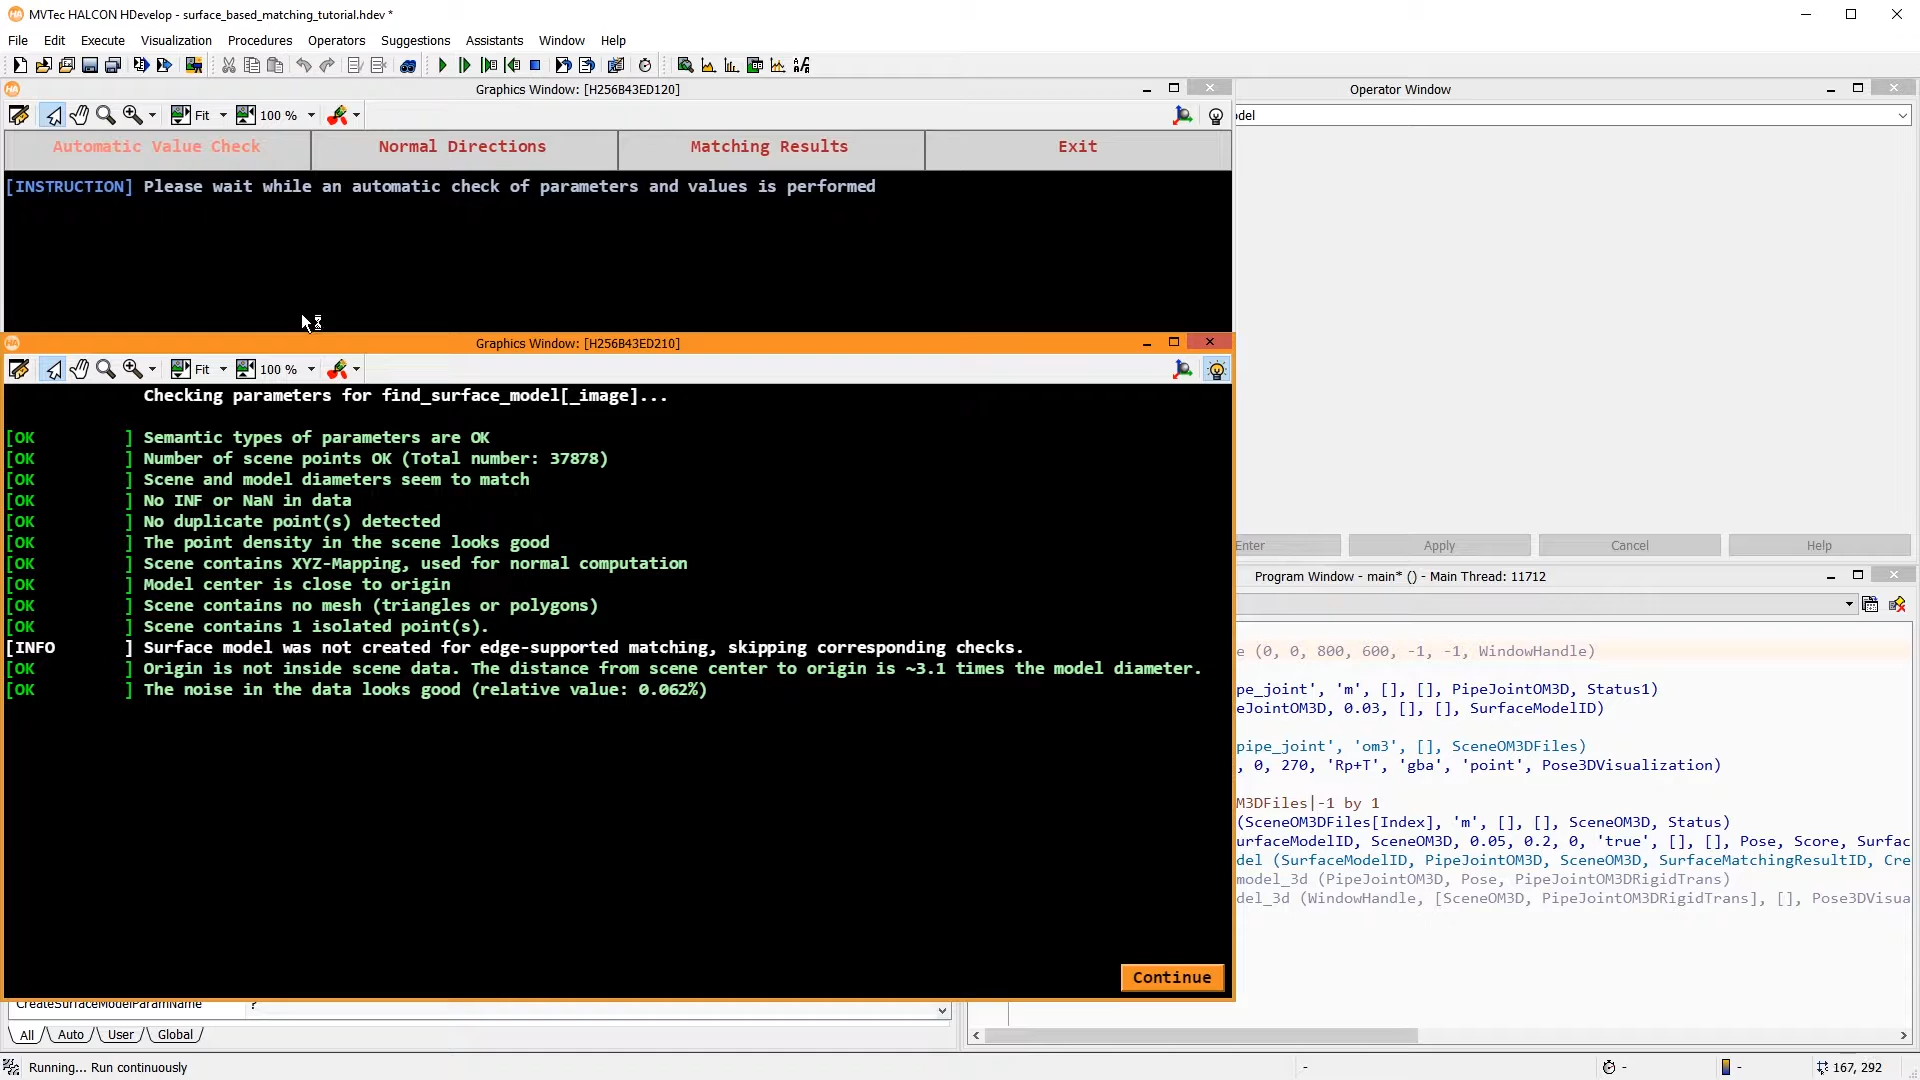 MVTec HALCON HDevelop - surface_based_matching_tutorial.hdev *
File Edit Execute Visualization Procedures Operators Suggestions Assistants Window Help
Graphics Window: [H256B43ED120]
Operator Window
Fit 100 %
odel
Automatic Value Check Normal Directions Matching Results Exit
[INSTRUCTION] Please wait while an automatic check of parameters and values is performed
Graphics Window: [H256B43ED210]
Fit 100 %
Checking parameters for find_surface_model[_image]...
[OK ] Semantic types of parameters are OK
[OK ] Number of scene points OK (Total number: 37878)
[OK ] Scene and model diameters seem to match
[OK ] No INF or NaN in data
[OK ] No duplicate point(s) detected
[OK ] The point density in the scene looks good
[OK ] Scene contains XYZ-Mapping, used for normal computation
[OK ] Model center is close to origin
[OK ] Scene contains no mesh (triangles or polygons)
[OK ] Scene contains 1 isolated point(s).
[INFO ] Surface model was not created for edge-supported matching, skipping corresponding checks.
[OK ] Origin is not inside scene data. The distance from scene center to origin is ~3.1 times the model diameter.
[OK ] The noise in the data looks good (relative value: 0.062%)
Continue
Enter Apply Cancel Help
Program Window - main* () - Main Thread: 11712
e (0, 0, 800, 600, -1, -1, WindowHandle)
pe_joint', 'm', [], [], PipeJointOM3D, Status1)
eJointOM3D, 0.03, [], [], SurfaceModelID)
pipe_joint', 'om3', [], SceneOM3DFiles)
, 0, 270, 'Rp+T', 'gba', 'point', Pose3DVisualization)
M3DFiles|-1 by 1
(SceneOM3DFiles[Index], 'm', [], [], SceneOM3D, Status)
urfaceModelID, SceneOM3D, 0.05, 0.2, 0, 'true', [], [], Pose, Score, Surfac
del (SurfaceModelID, PipeJointOM3D, SceneOM3D, SurfaceMatchingResultID, Cre
model_3d (PipeJointOM3D, Pose, PipeJointOM3DRigidTrans)
del_3d (WindowHandle, [SceneOM3D, PipeJointOM3DRigidTrans], [], Pose3DVisua
CreateSurfaceModelParamName ?
All Auto User Global
Running... Run continuously
- - - 167, 292